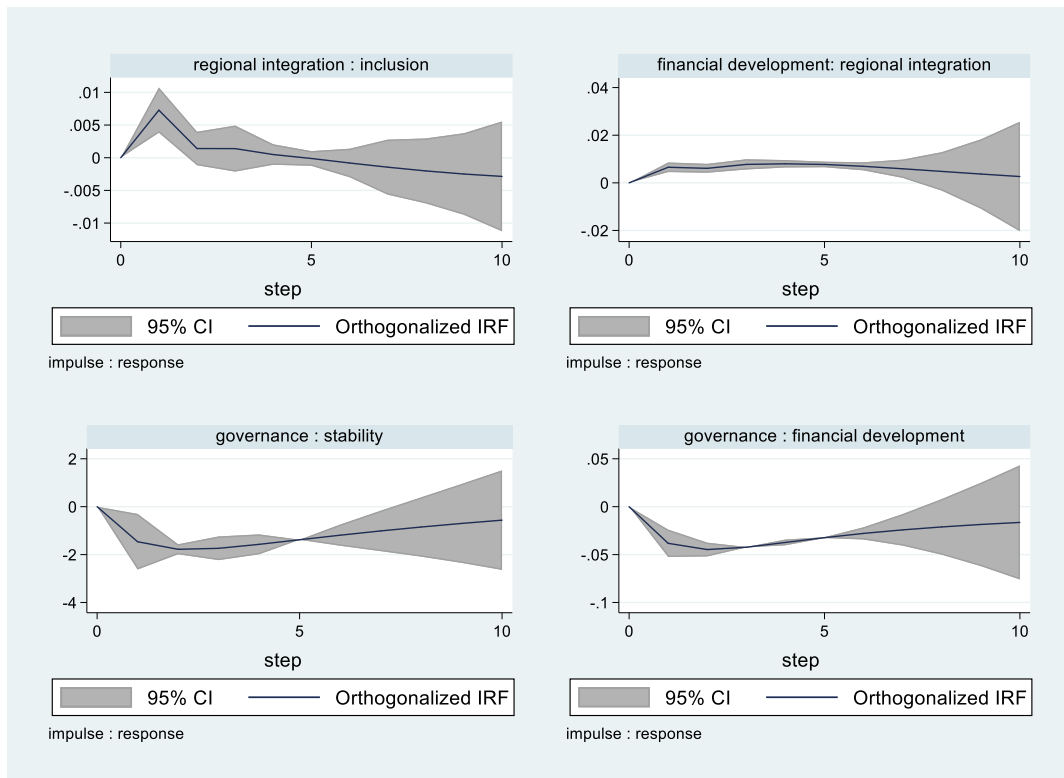 regional integration : inclusion
.01
.005
0
-.005
-.01
0 5 10
step
95% CI Orthogonalized IRF
impulse : response
financial development: regional integration
.04
.02
0
-.02
0 5 10
step
95% CI Orthogonalized IRF
impulse : response
governance : stability
2
0
-2
-4
0 5 10
step
95% CI Orthogonalized IRF
impulse : response
governance : financial development
.05
0
-.05
-.1
0 5 10
step
95% CI Orthogonalized IRF
impulse : response